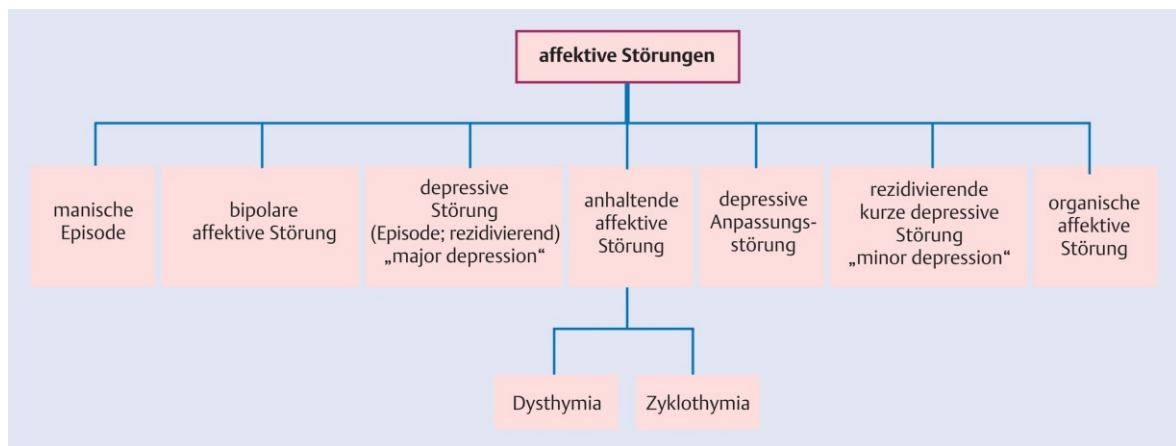 affektive Störungen
manische
Episode
bipolare
affektive Störung
depressive
Störung
(Episode; rezidivierend)
„major depression“
anhaltende
affektive
Störung
depressive
Anpassungs-
störung
rezidivierende
kurze depressive
Störung
„minor depression“
organische
affektive
Störung
Dysthymia
Zyklothymia